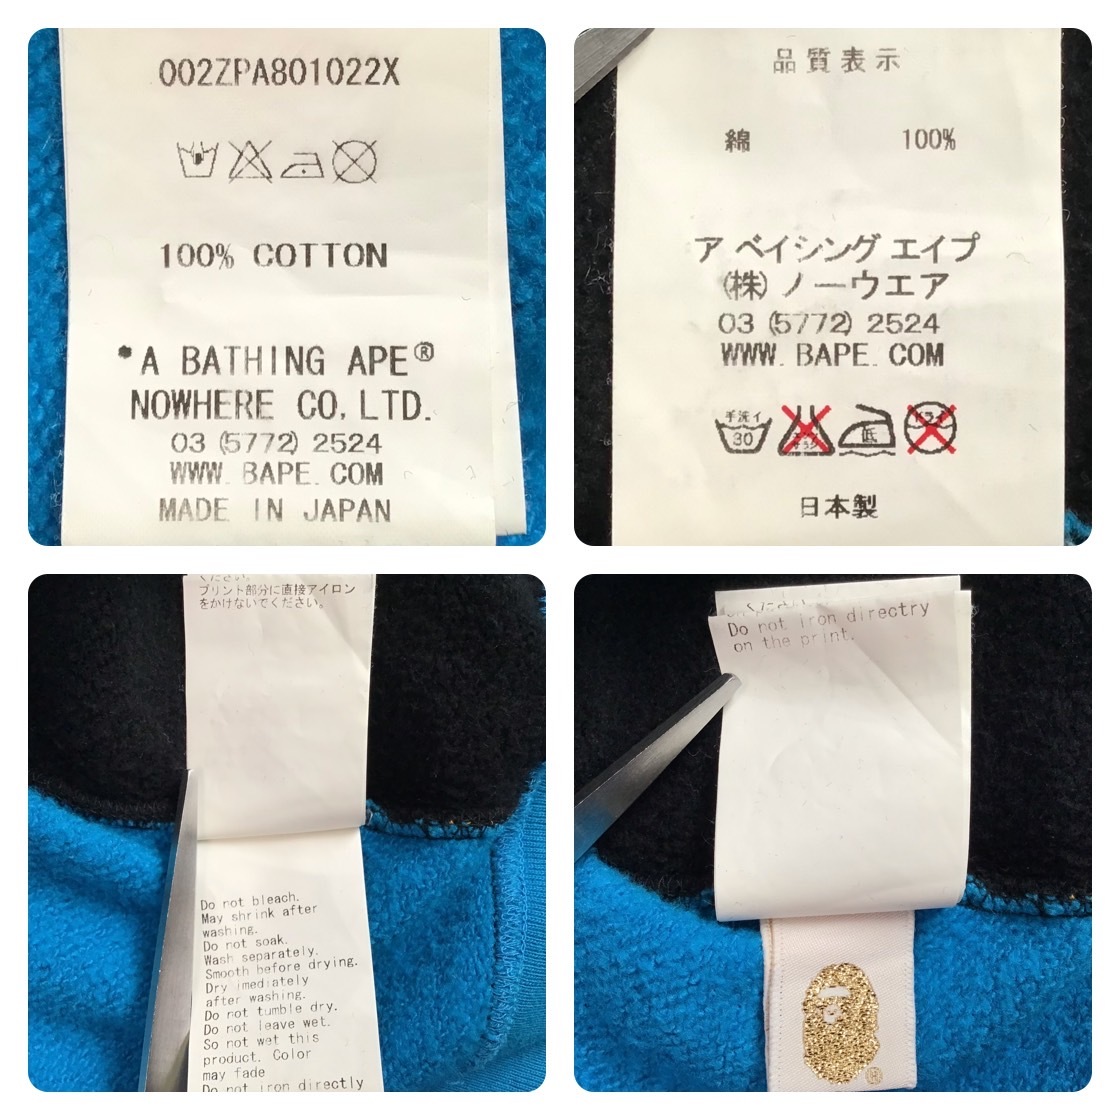 002ZPA801022X
100% COTTON
*A BATHING APE®
NOWHERE CO, LTD.
03 (5772) 2524
WWW. BAPE. COM
MADE IN JAPAN
品質表示
綿 100%
ア ベイシング エイプ
(株) ノーウエア
03 (5772) 2524
WWW. BAPE. COM
手洗イ
30
低
日本製
ください。
プリント部分に直接アイロン
をかけないでください。
Do not bleach.
May shrink after
washing.
Do not soak.
Wash separately.
Smooth before drying.
Dry imediately
after washing.
Do not tumble dry.
Do not leave wet.
So not wet this
product. Color
may fade
Do not iron directly
Do not iron directry
on the print.
®